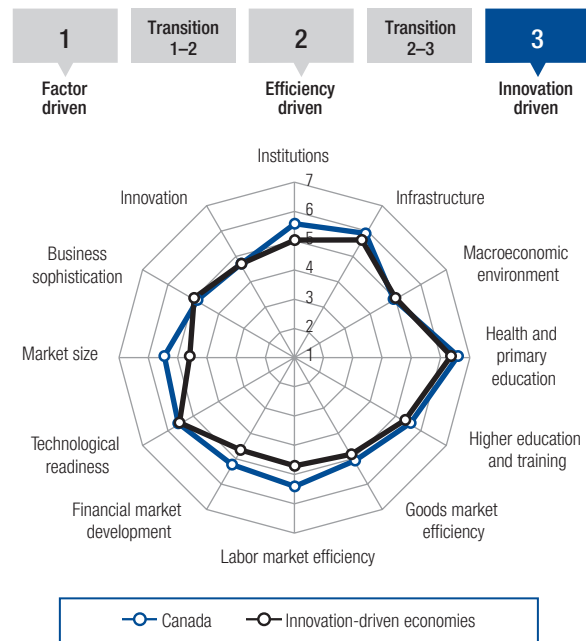 1
Transition
1–2
2
Transition
2–3
3
Factor
driven
Efficiency
driven
Innovation
driven
Institutions
Infrastructure
Macroeconomic
environment
Health and
primary
education
Higher education
and training
Goods market
efficiency
Labor market efficiency
Financial market
development
Technological
readiness
Market size
Business
sophistication
Innovation
7
6
5
4
3
2
1
Canada
Innovation-driven economies